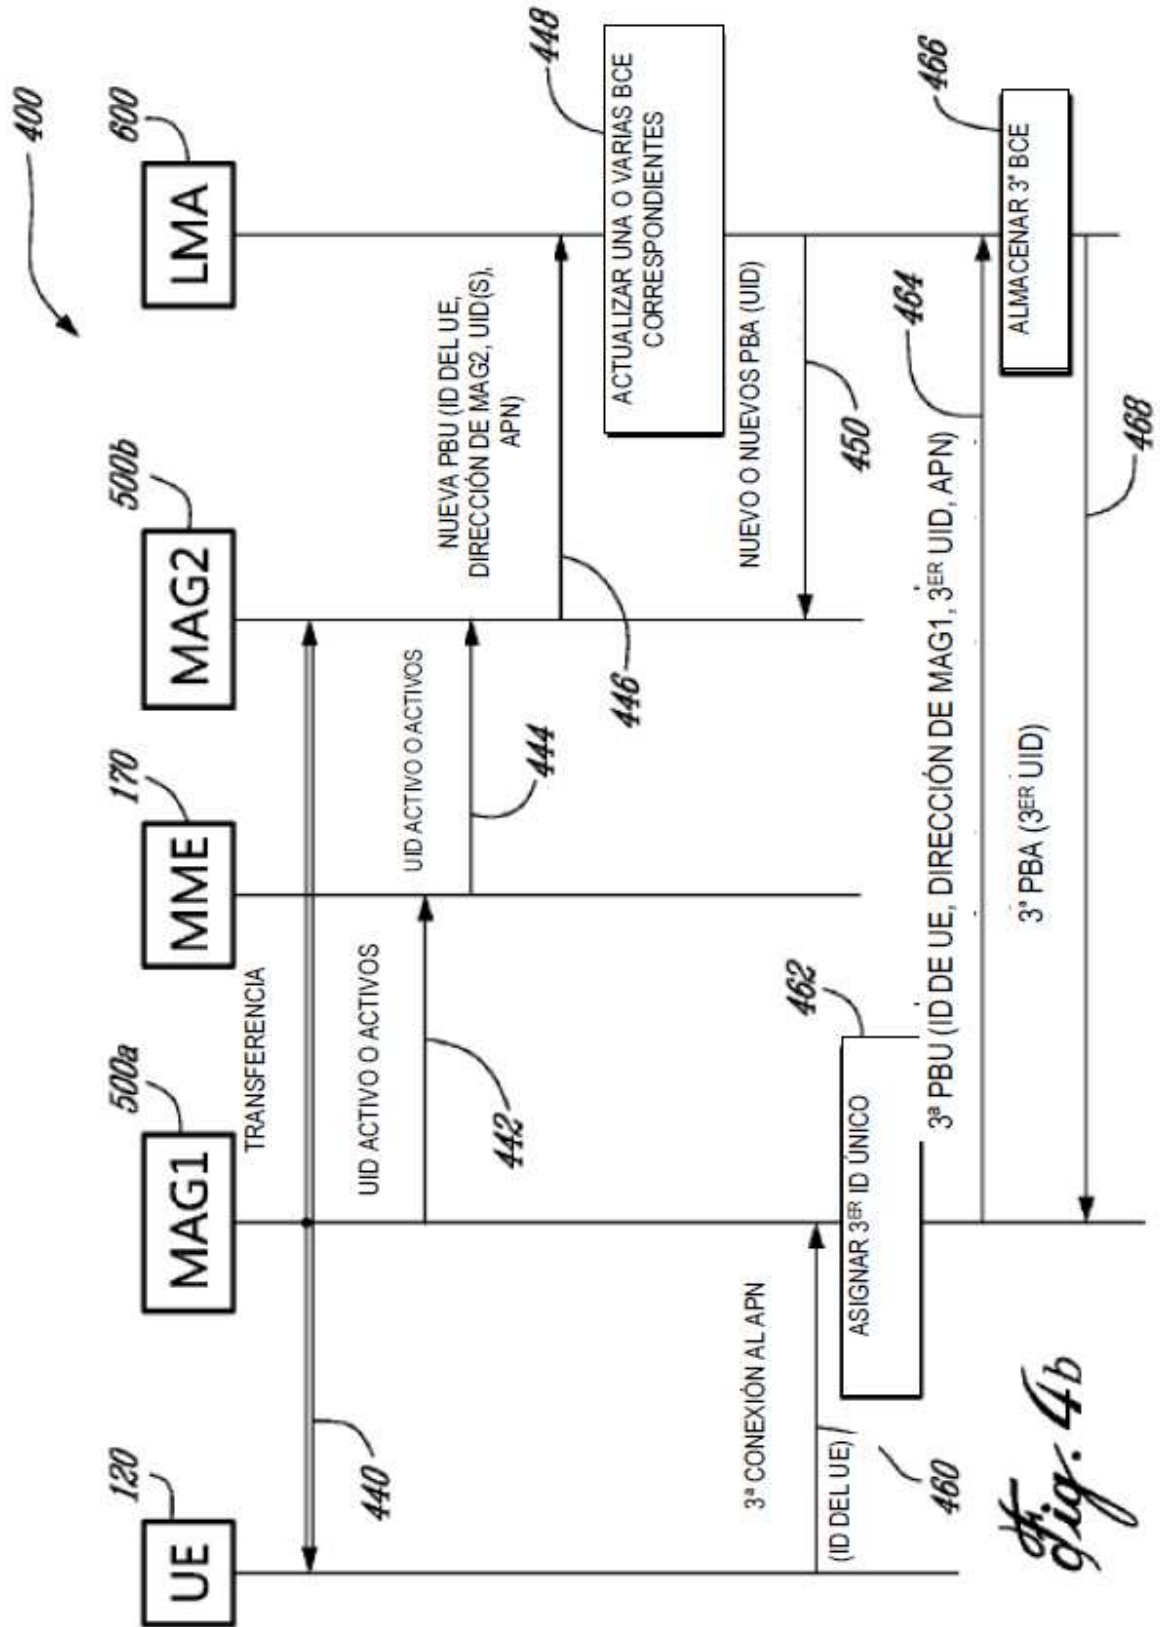 400
120
500a
170
500b
600
UE
MAG1
MME
MAG2
LMA
TRANSFERENCIA
440
UID ACTIVO O ACTIVOS
442
UID ACTIVO O ACTIVOS
444
NUEVA PBU (ID DEL UE,
DIRECCIÓN DE MAG2, UID(S),
APN)
446
448
ACTUALIZAR UNA O VARIAS BCE
CORRESPONDIENTES
NUEVO O NUEVOS PBA (UID)
450
3ª CONEXIÓN AL APN
(ID DEL UE)
460
462
ASIGNAR 3ER ID ÚNICO
3ª PBU (ID DE UE, DIRECCIÓN DE MAG1, 3ER UID, APN)
464
466
ALMACENAR 3ª BCE
3ª PBA (3ER UID)
468
Fig. 4b